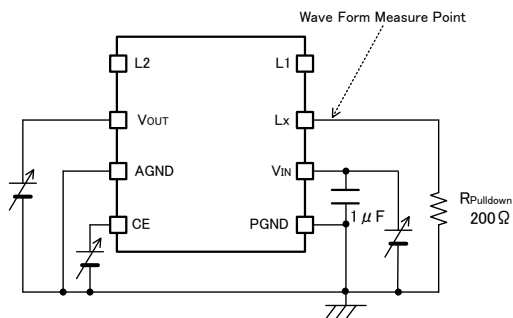 Wave Form Measure Point
L2
L1
VOUT
Lx
AGND
VIN
CE
PGND
1μF
RPulldown
200Ω